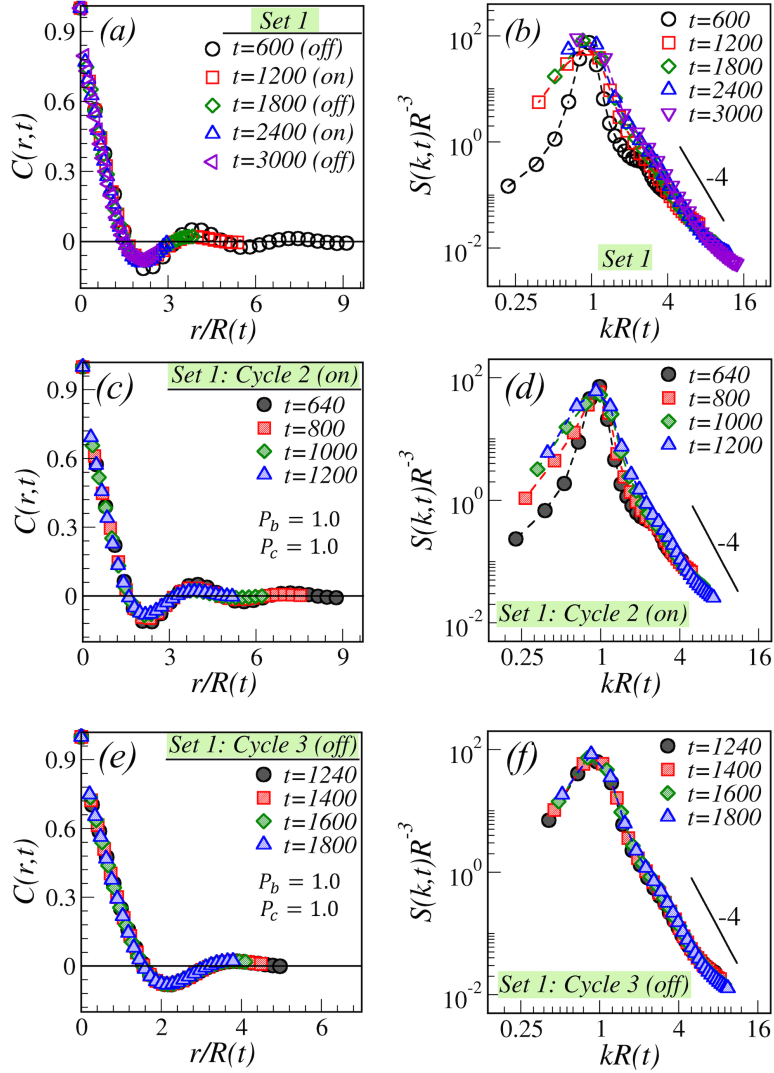 (a)
Set 1
t=600 (off)
t=1200 (on)
t=1800 (off)
t=2400 (on)
t=3000 (off)
C(r,t)
0.9
0.6
0.3
0
0 3 6 9
r/R(t)
(b)
t=600
t=1200
t=1800
t=2400
t=3000
S(k,t)R^-3
10^2
10^0
10^-2
-4
Set 1
0.25 1 4 14
kR(t)
(c)
Set 1: Cycle 2 (on)
t=640
t=800
t=1000
t=1200
P_b = 1.0
P_c = 1.0
C(r,t)
0.9
0.6
0.3
0
0 3 6 9
r/R(t)
(d)
t=640
t=800
t=1000
t=1200
S(k,t)R^-3
10^2
10^0
10^-2
-4
Set 1: Cycle 2 (on)
0.25 1 4 16
kR(t)
(e)
Set 1: Cycle 3 (off)
t=1240
t=1400
t=1600
t=1800
P_b = 1.0
P_c = 1.0
C(r,t)
0.9
0.6
0.3
0
0 2 4 6
r/R(t)
(f)
t=1240
t=1400
t=1600
t=1800
S(k,t)R^-3
10^2
10^0
10^-2
-4
Set 1: Cycle 3 (off)
0.25 1 4 16
kR(t)